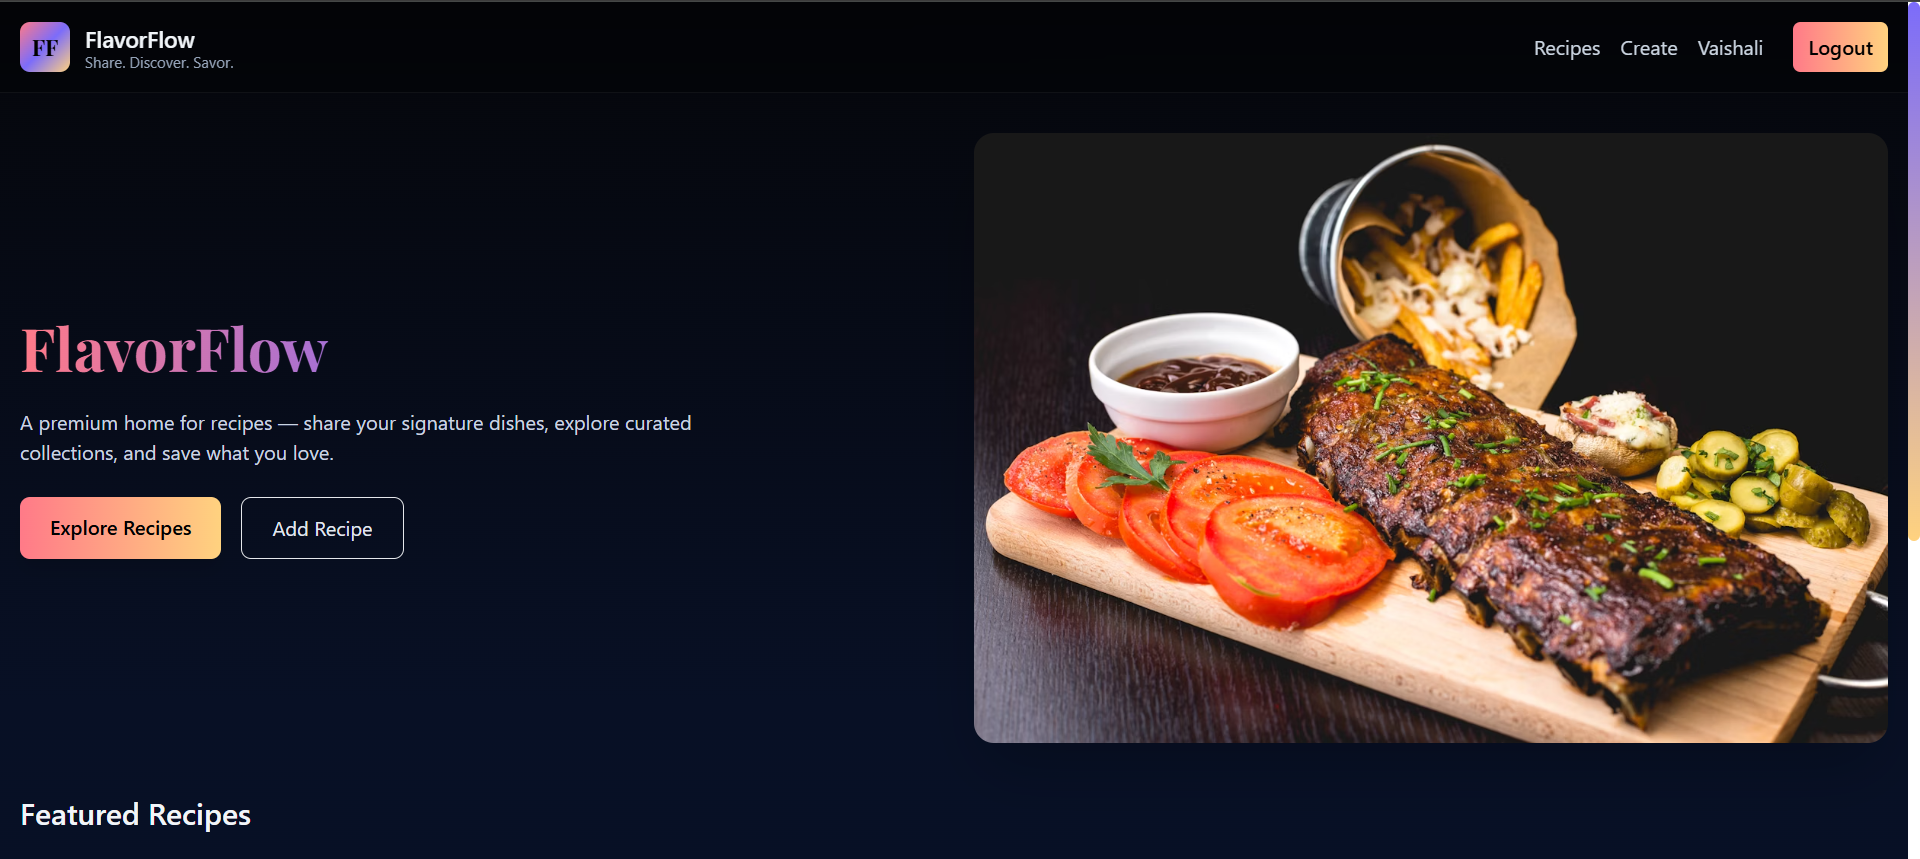 FF
FlavorFlow
Share. Discover. Savor.
Recipes Create Vaishali Logout
FlavorFlow
A premium home for recipes — share your signature dishes, explore curated
collections, and save what you love.
Explore Recipes Add Recipe
Featured Recipes